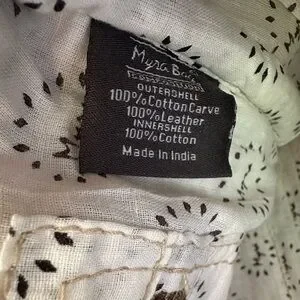 Myra Bag
OUTERSHELL
100%CottonCarve
100%Leather
INNERSHELL
100%Cotton
Made in India